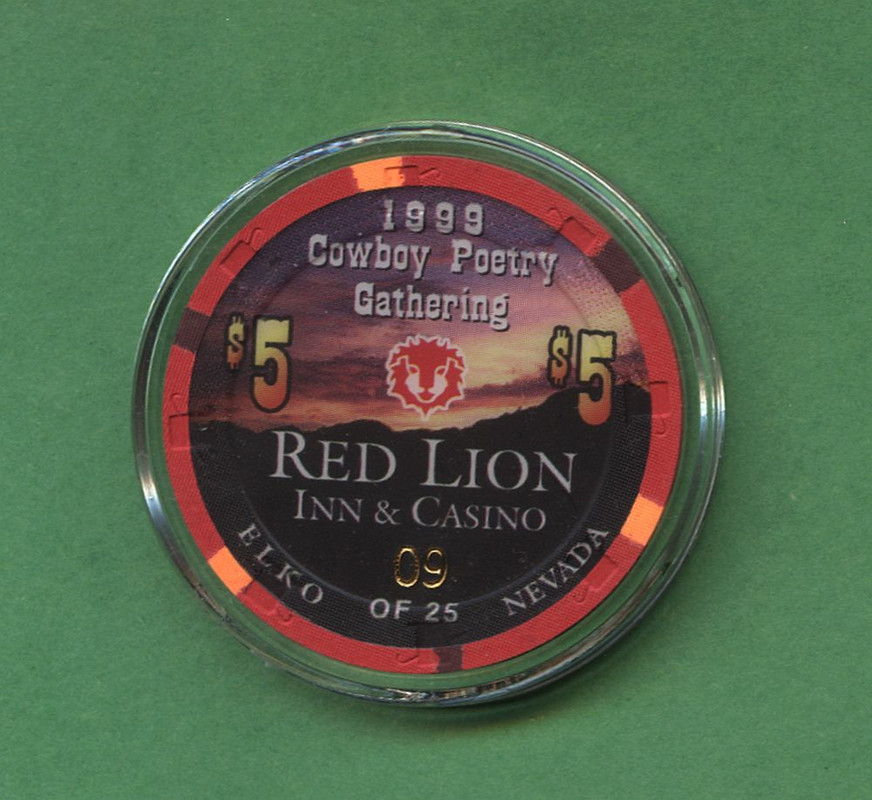 1999
Cowboy Poetry
Gathering
$5 $5
RED LION
INN & CASINO
09
ELKO OF 25 NEVADA